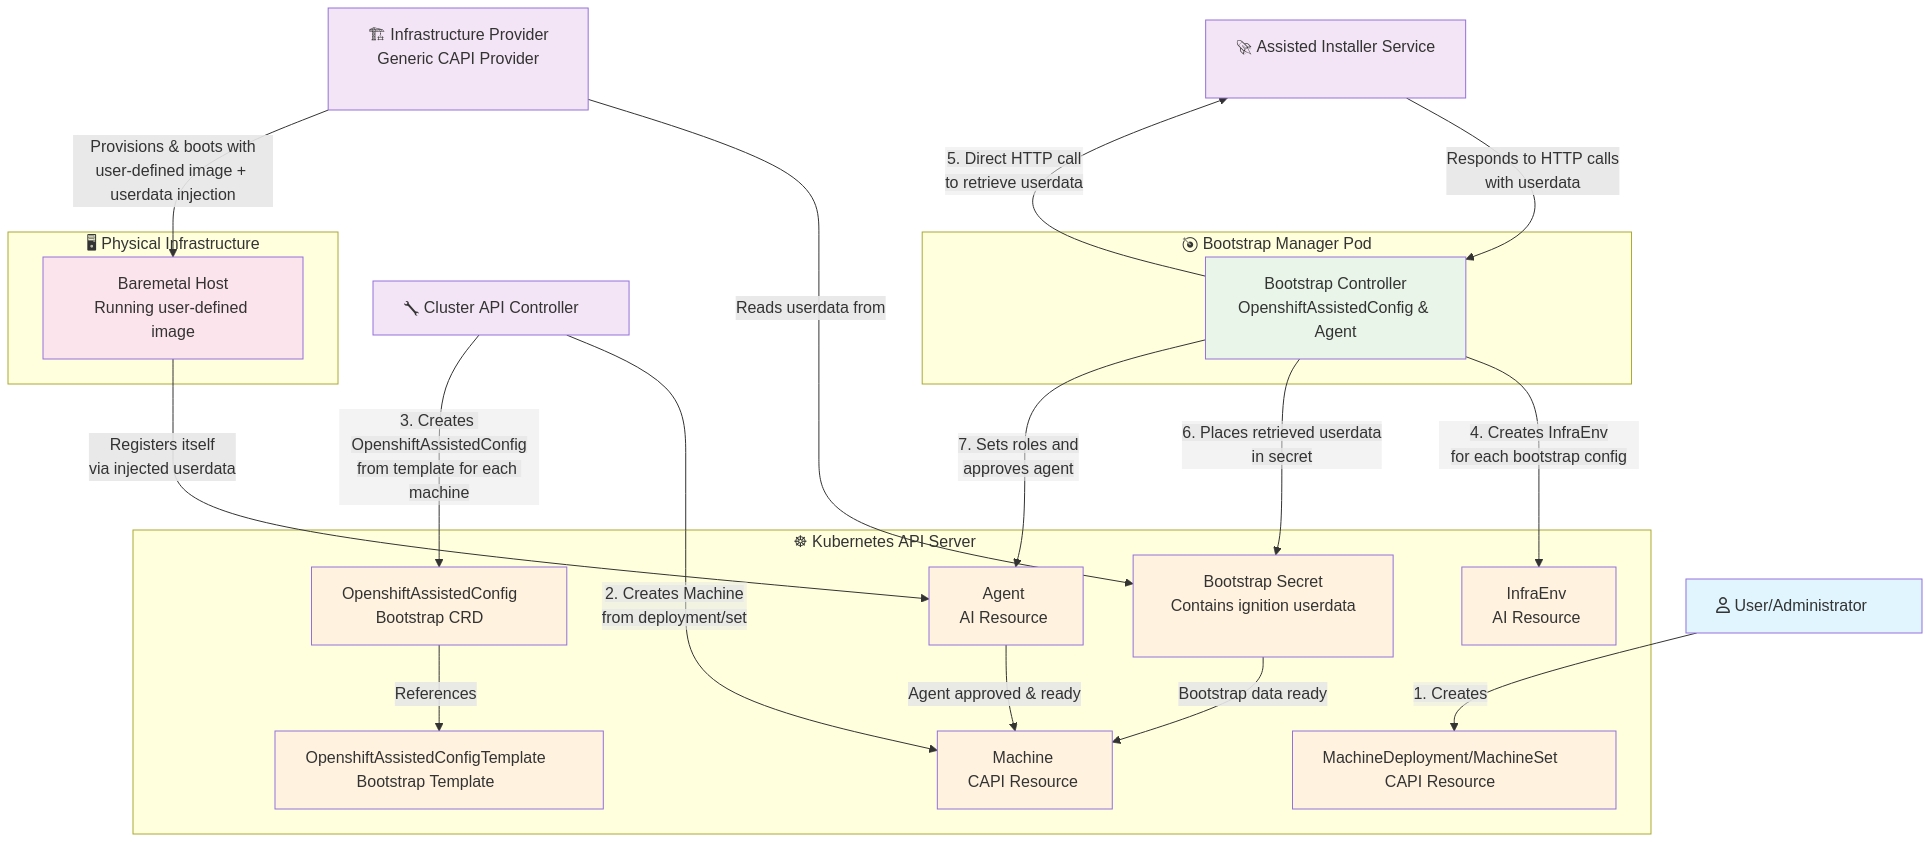 🏗 Infrastructure Provider
Generic CAPI Provider
🚀 Assisted Installer Service
Provisions & boots with
user-defined image +
userdata injection
5. Direct HTTP call
to retrieve userdata
Responds to HTTP calls
with userdata
🖥 Physical Infrastructure
Baremetal Host
Running user-defined
image
🔧 Cluster API Controller
Reads userdata from
🎯 Bootstrap Manager Pod
Bootstrap Controller
OpenshiftAssistedConfig &
Agent
Registers itself
via injected userdata
3. Creates
OpenshiftAssistedConfig
from template for each
machine
7. Sets roles and
approves agent
6. Places retrieved userdata
in secret
4. Creates InfraEnv
for each bootstrap config
☸ Kubernetes API Server
OpenshiftAssistedConfig
Bootstrap CRD
2. Creates Machine
from deployment/set
Agent
AI Resource
Bootstrap Secret
Contains ignition userdata
InfraEnv
AI Resource
👤 User/Administrator
References
Agent approved & ready
Bootstrap data ready
1. Creates
OpenshiftAssistedConfigTemplate
Bootstrap Template
Machine
CAPI Resource
MachineDeployment/MachineSet
CAPI Resource